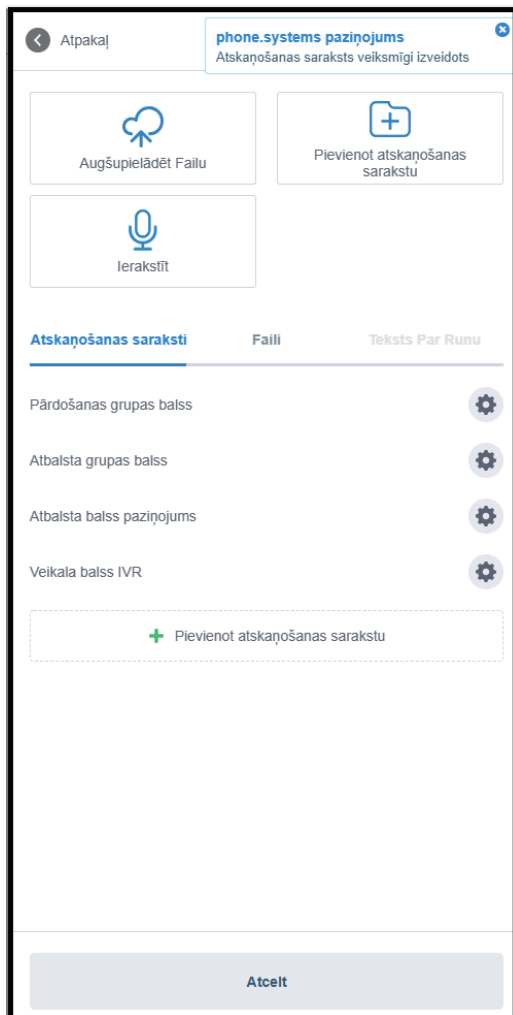 Atpakaļ
phone.systems paziņojums
Atskaņošanas saraksts veiksmīgi izveidots
Augšupielādēt Failu
Pievienot atskaņošanas
sarakstu
Ierakstīt
Atskaņošanas saraksti
Faili
Teksts Par Runu
Pārdošanas grupas balss
Atbalsta grupas balss
Atbalsta balss paziņojums
Veikala balss IVR
Pievienot atskaņošanas sarakstu
Atcelt